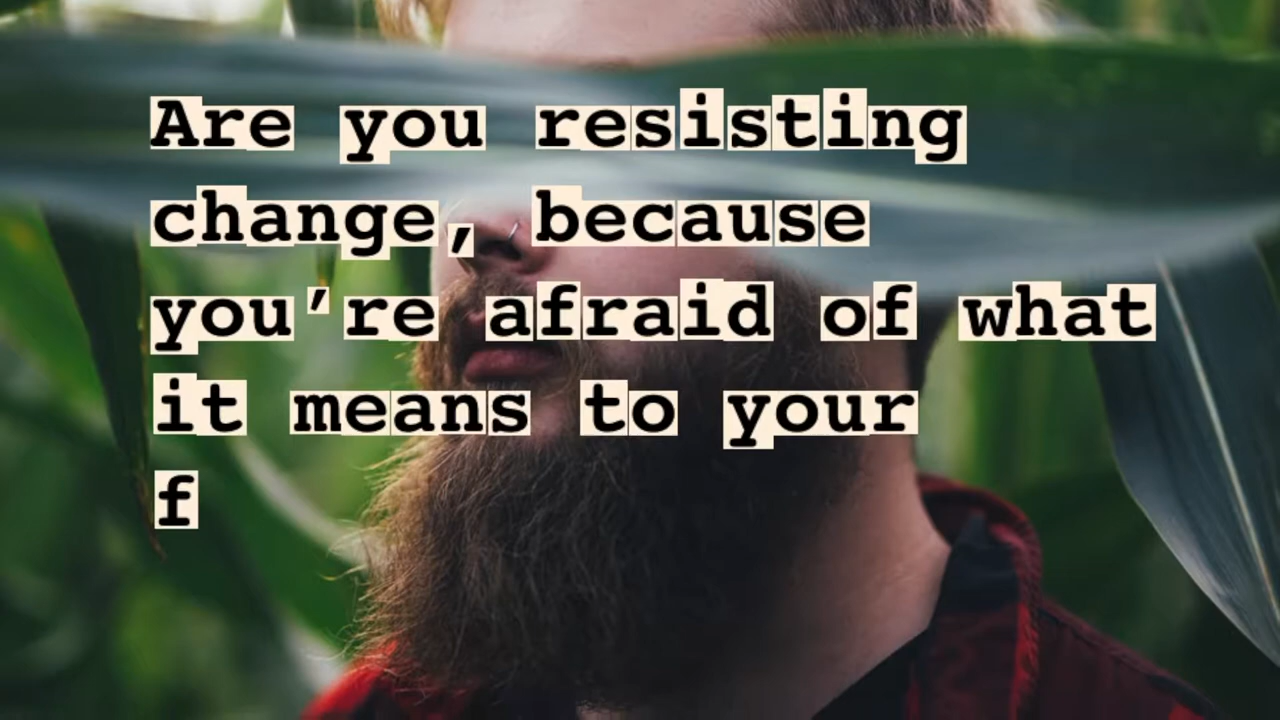 Are you resisting
change, because
you’re afraid of what
it means to your
f